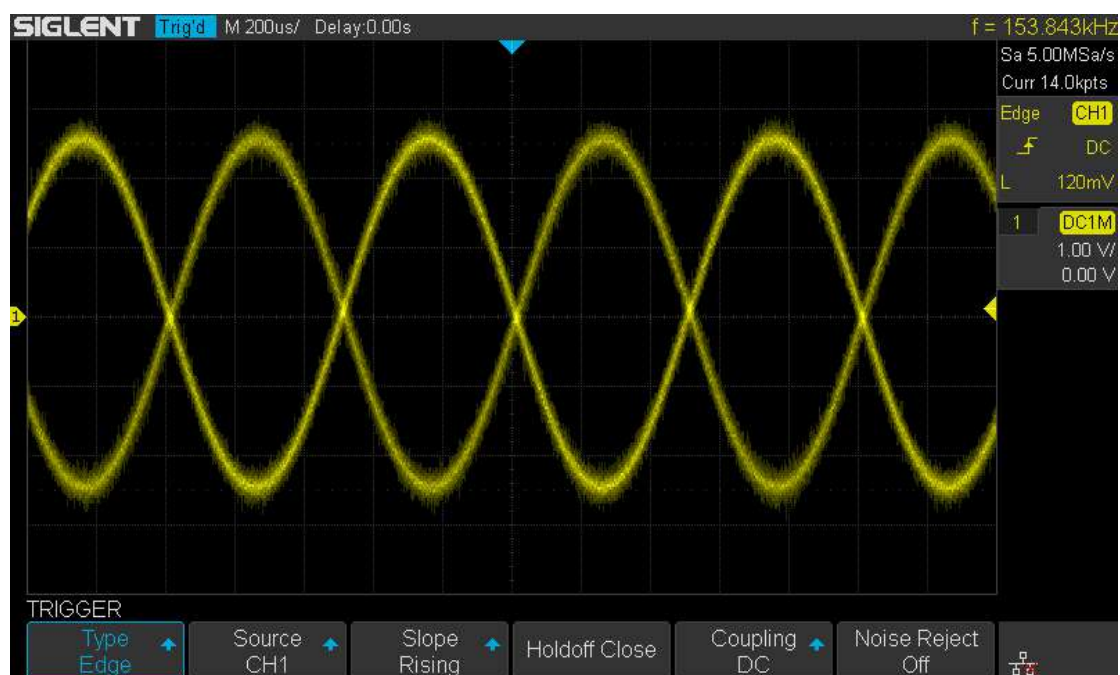 SIGLENT Trig'd M 200us/ Delay:0.00s f = 153.843kHz
Sa 5.00MSa/s
Curr 14.0kpts
Edge CH1
DC
L 120mV
1 DC1M
1.00 V/
0.00 V
1
TRIGGER
Type Source Slope Holdoff Close Coupling Noise Reject
Edge CH1 Rising DC Off